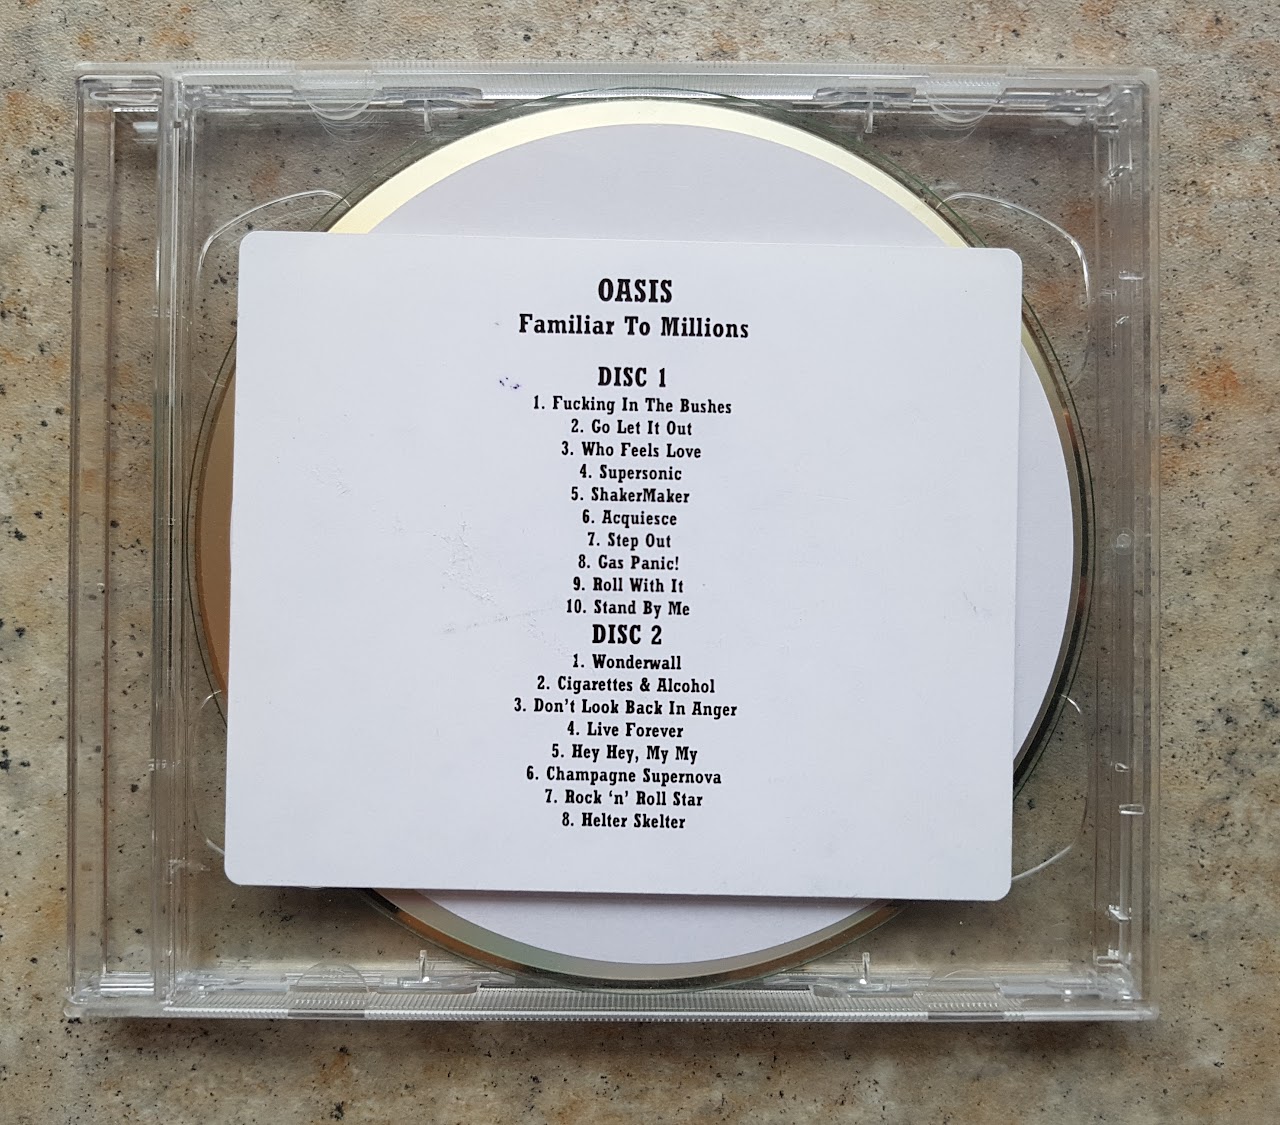 OASIS
Familiar To Millions
DISC 1
1. Fucking In The Bushes
2. Go Let It Out
3. Who Feels Love
4. Supersonic
5. ShakerMaker
6. Acquiesce
7. Step Out
8. Gas Panic!
9. Roll With It
10. Stand By Me
DISC 2
1. Wonderwall
2. Cigarettes & Alcohol
3. Don’t Look Back In Anger
4. Live Forever
5. Hey Hey, My My
6. Champagne Supernova
7. Rock ‘n’ Roll Star
8. Helter Skelter